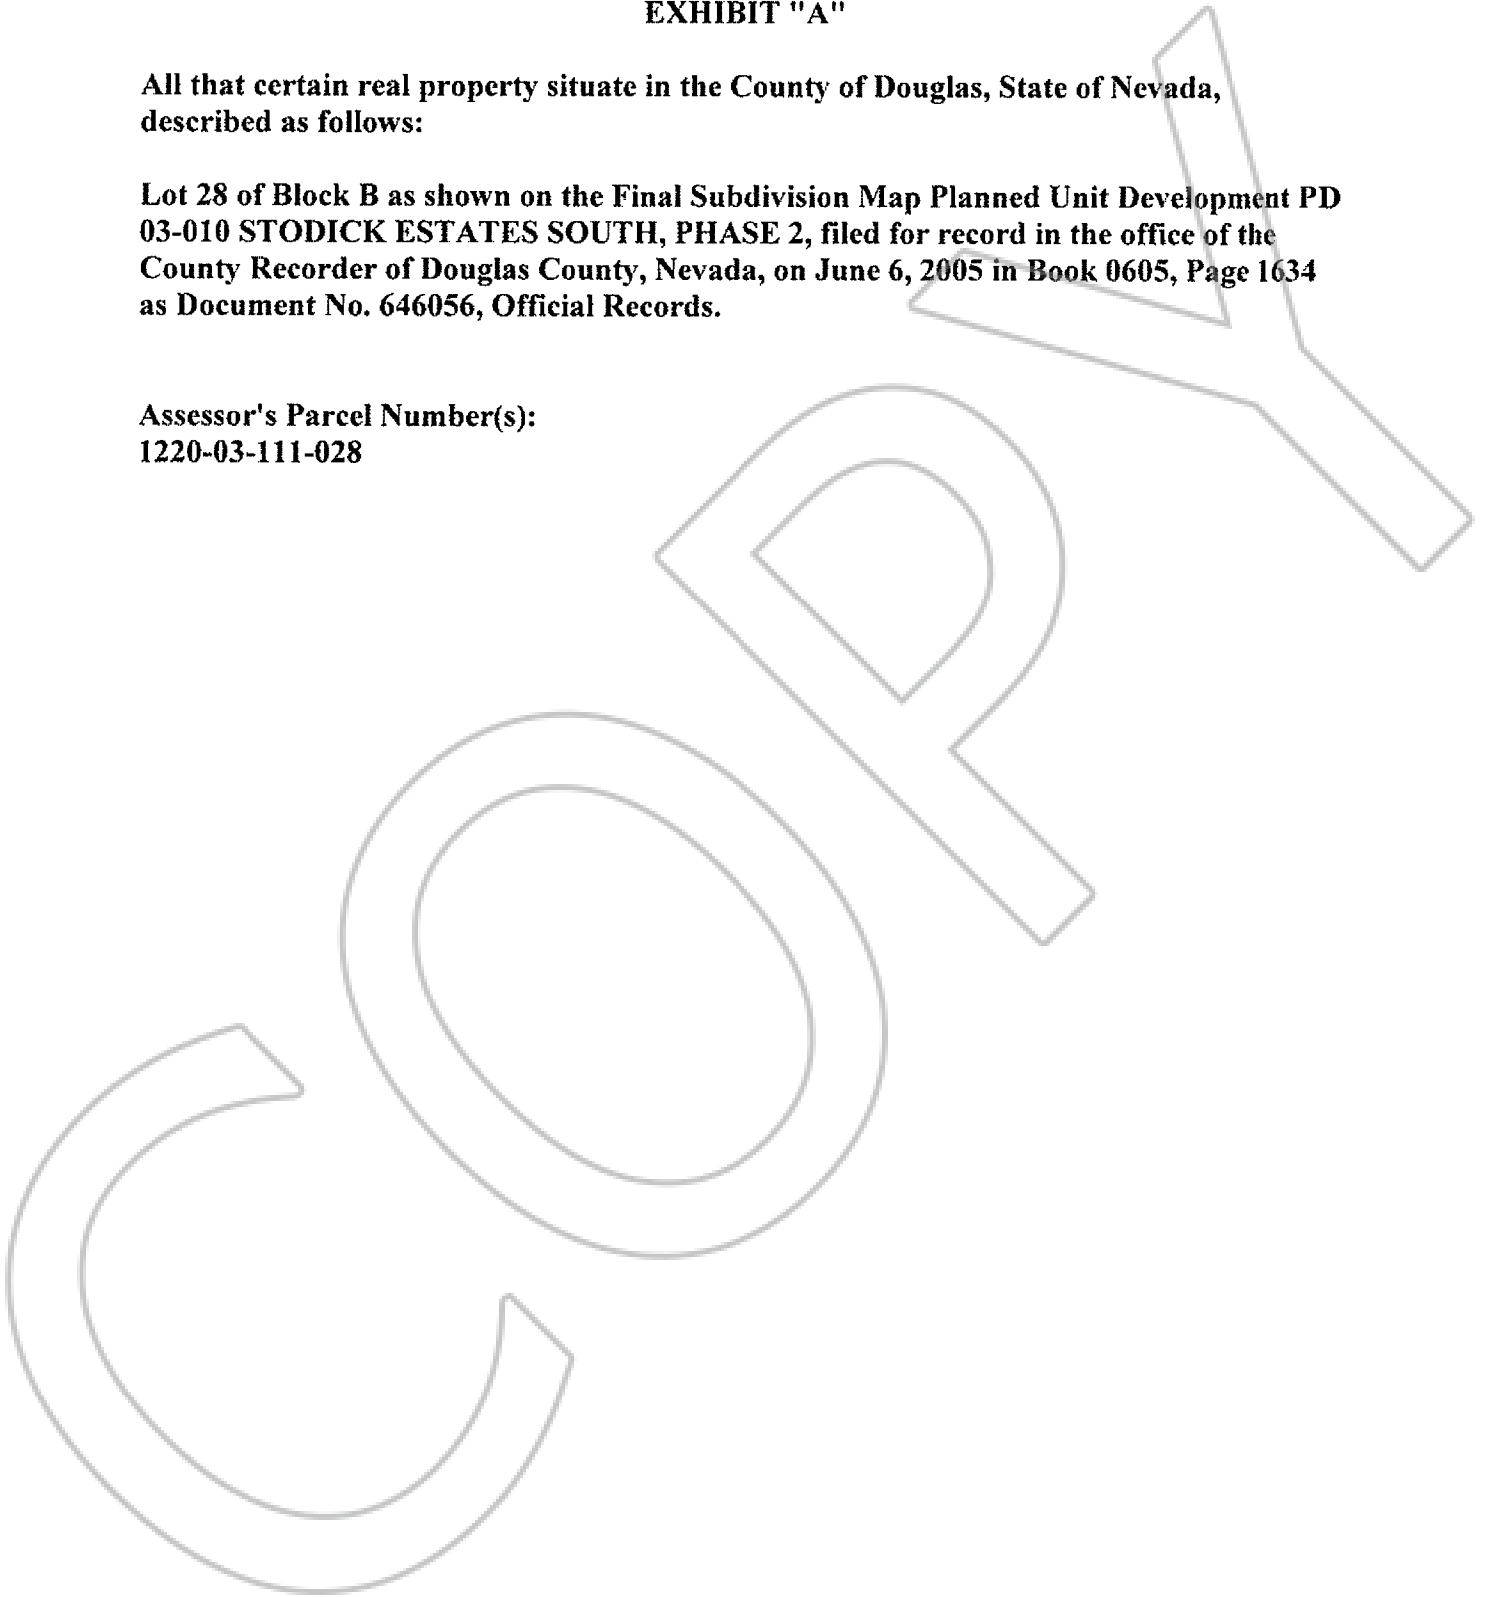 EXHIBIT "A"
All that certain real property situate in the County of Douglas, State of Nevada,
described as follows:
Lot 28 of Block B as shown on the Final Subdivision Map Planned Unit Development PD
03-010 STODICK ESTATES SOUTH, PHASE 2, filed for record in the office of the
County Recorder of Douglas County, Nevada, on June 6, 2005 in Book 0605, Page 1634
as Document No. 646056, Official Records.
Assessor's Parcel Number(s):
1220-03-111-028
COPY